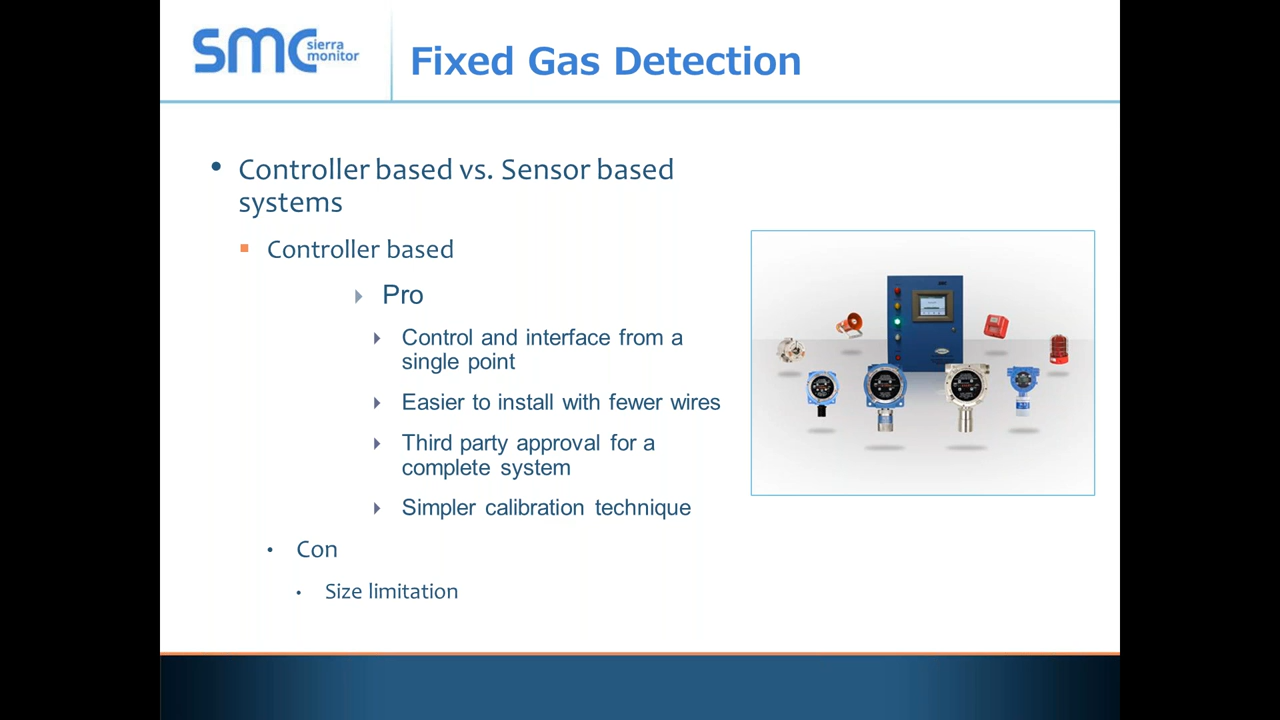 SMC sierra monitor
Fixed Gas Detection
• Controller based vs. Sensor based
systems
Controller based
Pro
Control and interface from a
single point
Easier to install with fewer wires
Third party approval for a
complete system
Simpler calibration technique
• Con
• Size limitation